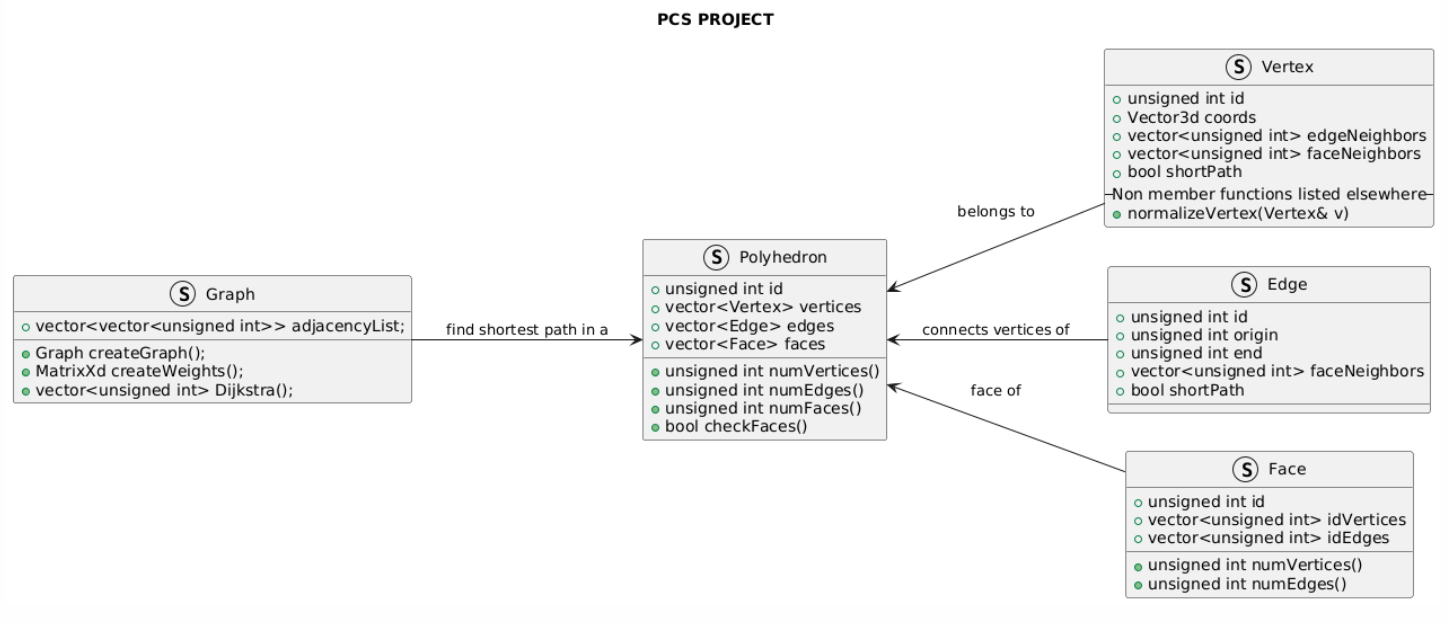 PCS PROJECT
S Vertex
unsigned int id
Vector3d coords
vector<unsigned int> edgeNeighbors
vector<unsigned int> faceNeighbors
bool shortPath
Non member functions listed elsewhere
normalizeVertex(Vertex& v)
belongs to
S Polyhedron
unsigned int id
vector<Vertex> vertices
vector<Edge> edges
vector<Face> faces
unsigned int numVertices()
unsigned int numEdges()
unsigned int numFaces()
bool checkFaces()
S Graph
vector<vector<unsigned int>> adjacencyList;
Graph createGraph();
MatrixXd createWeights();
vector<unsigned int> Dijkstra();
find shortest path in a
connects vertices of
S Edge
unsigned int id
unsigned int origin
unsigned int end
vector<unsigned int> faceNeighbors
bool shortPath
face of
S Face
unsigned int id
vector<unsigned int> idVertices
vector<unsigned int> idEdges
unsigned int numVertices()
unsigned int numEdges()